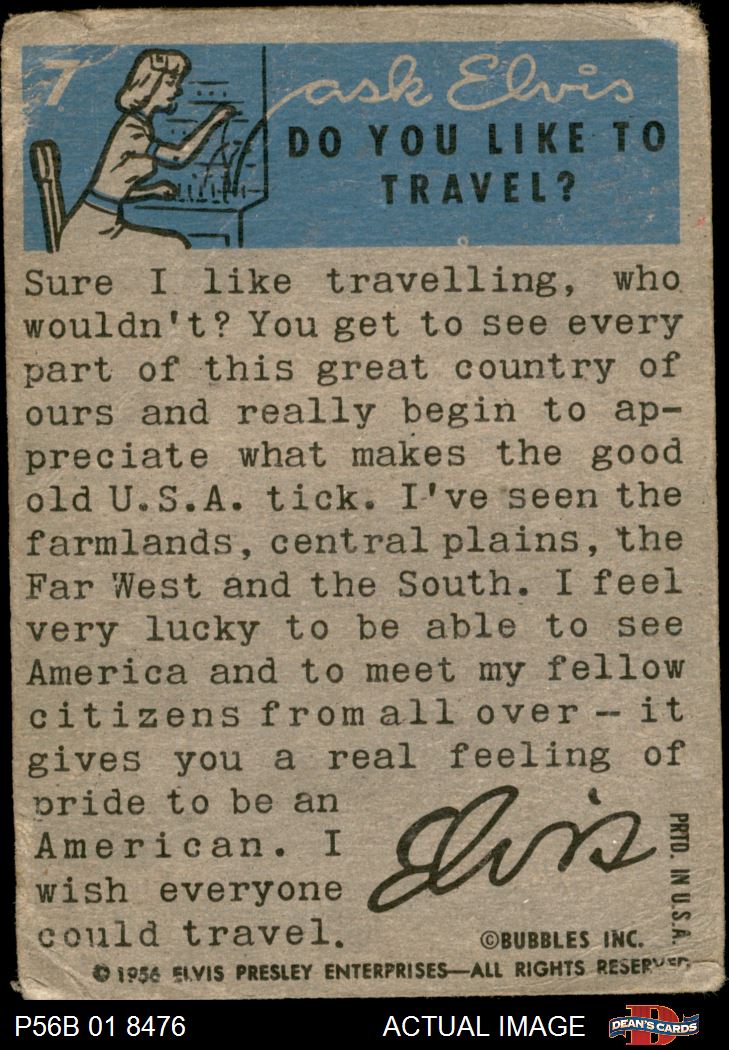 7
ask Elvis
DO YOU LIKE TO
TRAVEL?
Sure I like travelling, who
wouldn't? You get to see every
part of this great country of
ours and really begin to ap-
preciate what makes the good
old U.S.A. tick. I've seen the
farmlands, central plains, the
Far West and the South. I feel
very lucky to be able to see
America and to meet my fellow
citizens from all over -- it
gives you a real feeling of
pride to be an
American. I
wish everyone
could travel.
Elvis
PRTD. IN U.S.A.
©BUBBLES INC.
© 1956 ELVIS PRESLEY ENTERPRISES—ALL RIGHTS RESERVED
P56B 01 8476
ACTUAL IMAGE
D
DEAN'S CARDS